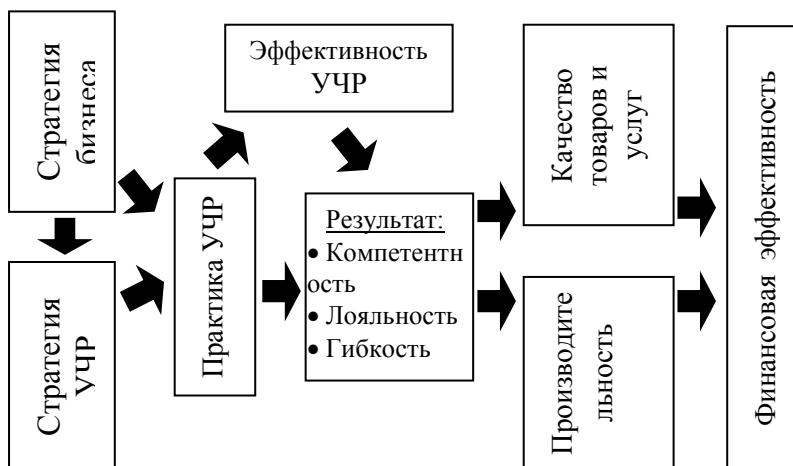 Стратегия
бизнеса
Стратегия
УЧР
Практика УЧР
Эффективность
УЧР
Результат:
• Компетентн
ость
• Лояльность
• Гибкость
Качество
товаров и
услуг
Производите
льность
Финансовая эффективность